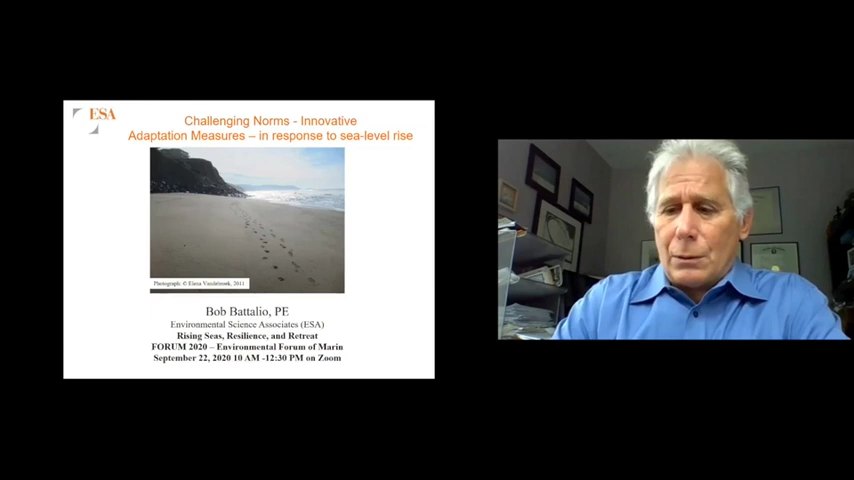 ESA
Challenging Norms - Innovative
Adaptation Measures – in response to sea-level rise
Photograph: © Elena Vandebroek, 2011
Bob Battalio, PE
Environmental Science Associates (ESA)
Rising Seas, Resilience, and Retreat
FORUM 2020 – Environmental Forum of Marin
September 22, 2020 10 AM -12:30 PM on Zoom